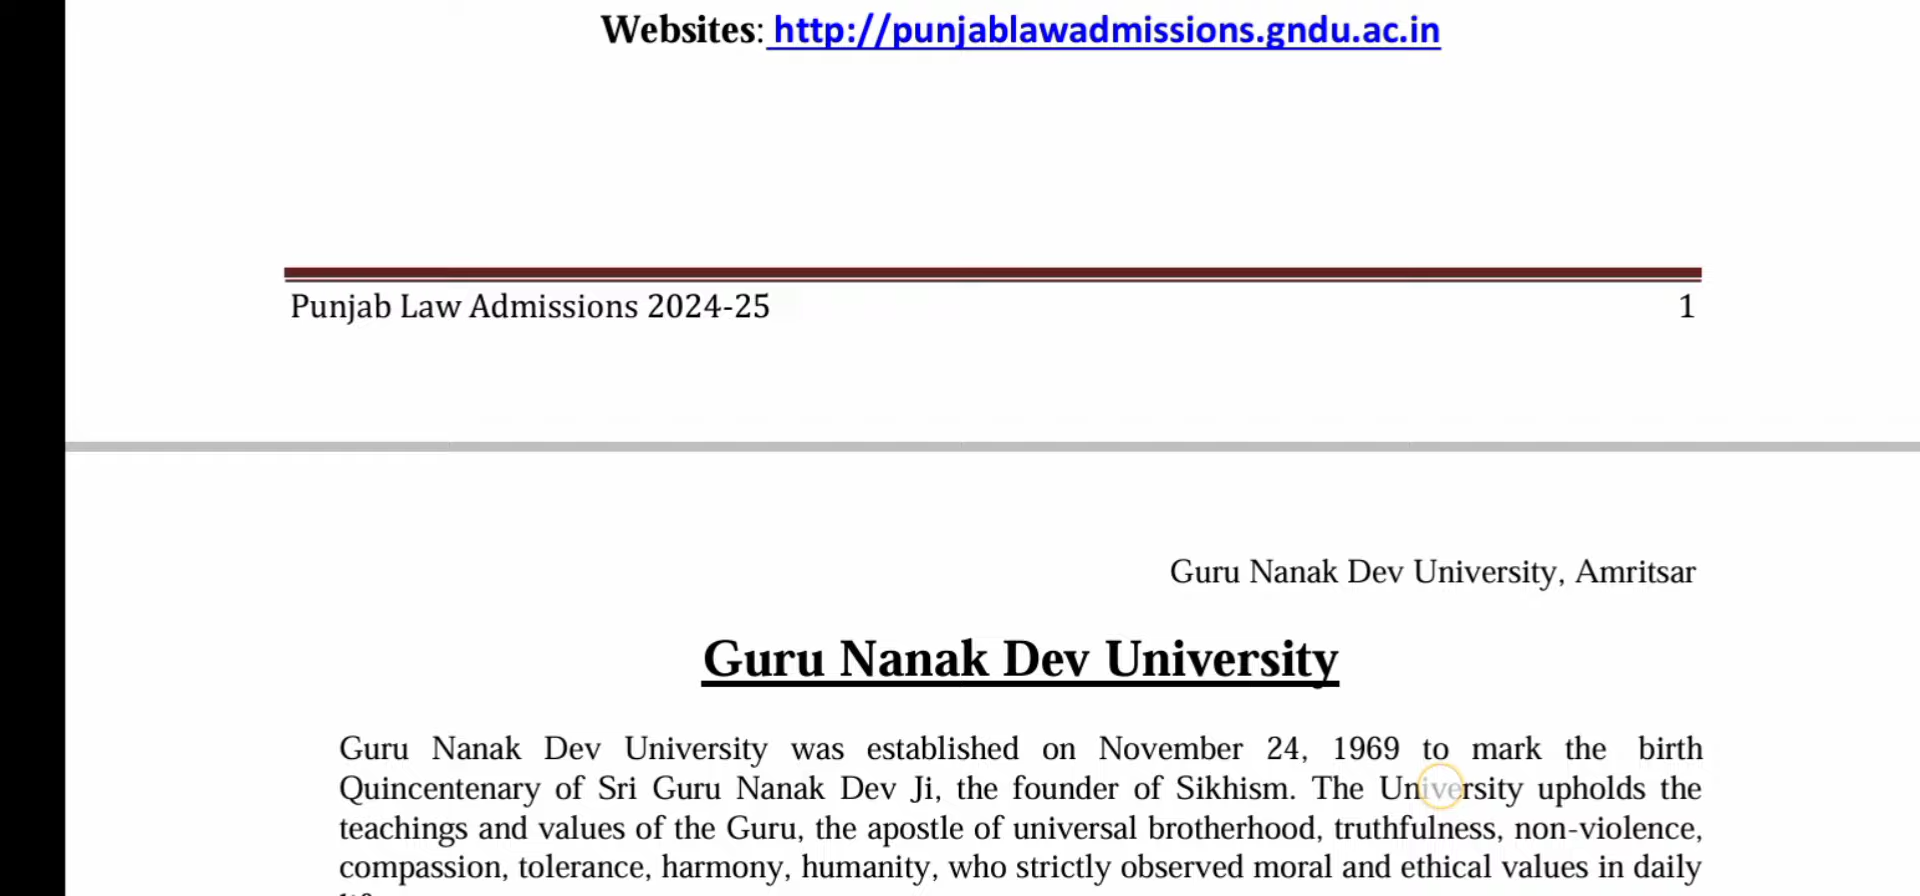 Websites: http://punjablawadmissions.gndu.ac.in
Punjab Law Admissions 2024-25 1
Guru Nanak Dev University, Amritsar
Guru Nanak Dev University
Guru Nanak Dev University was established on November 24, 1969 to mark the birth
Quincentenary of Sri Guru Nanak Dev Ji, the founder of Sikhism. The University upholds the
teachings and values of the Guru, the apostle of universal brotherhood, truthfulness, non-violence,
compassion, tolerance, harmony, humanity, who strictly observed moral and ethical values in daily